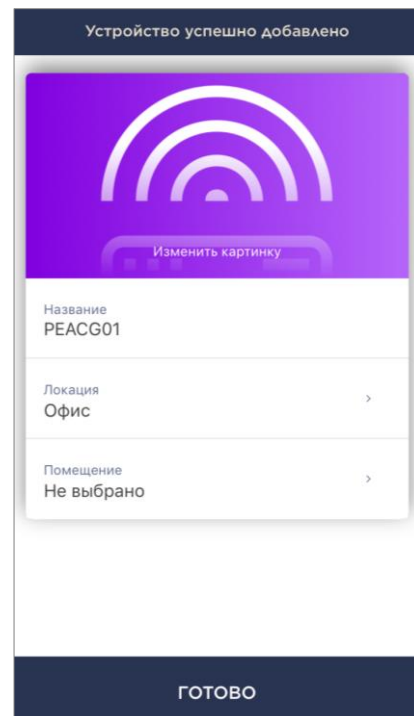 Устройство успешно добавлено
Изменить картинку
Название
PEACG01
Локация
Офис
Помещение
Не выбрано
ГОТОВО